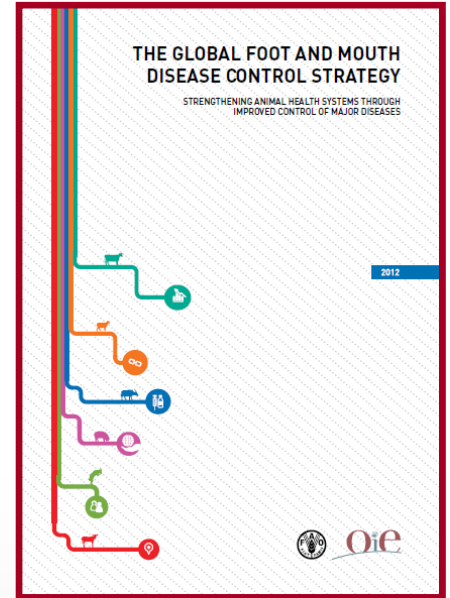 THE GLOBAL FOOT AND MOUTH
DISEASE CONTROL STRATEGY
STRENGTHENING ANIMAL HEALTH SYSTEMS THROUGH
IMPROVED CONTROL OF MAJOR DISEASES
2012
FAO
Oie